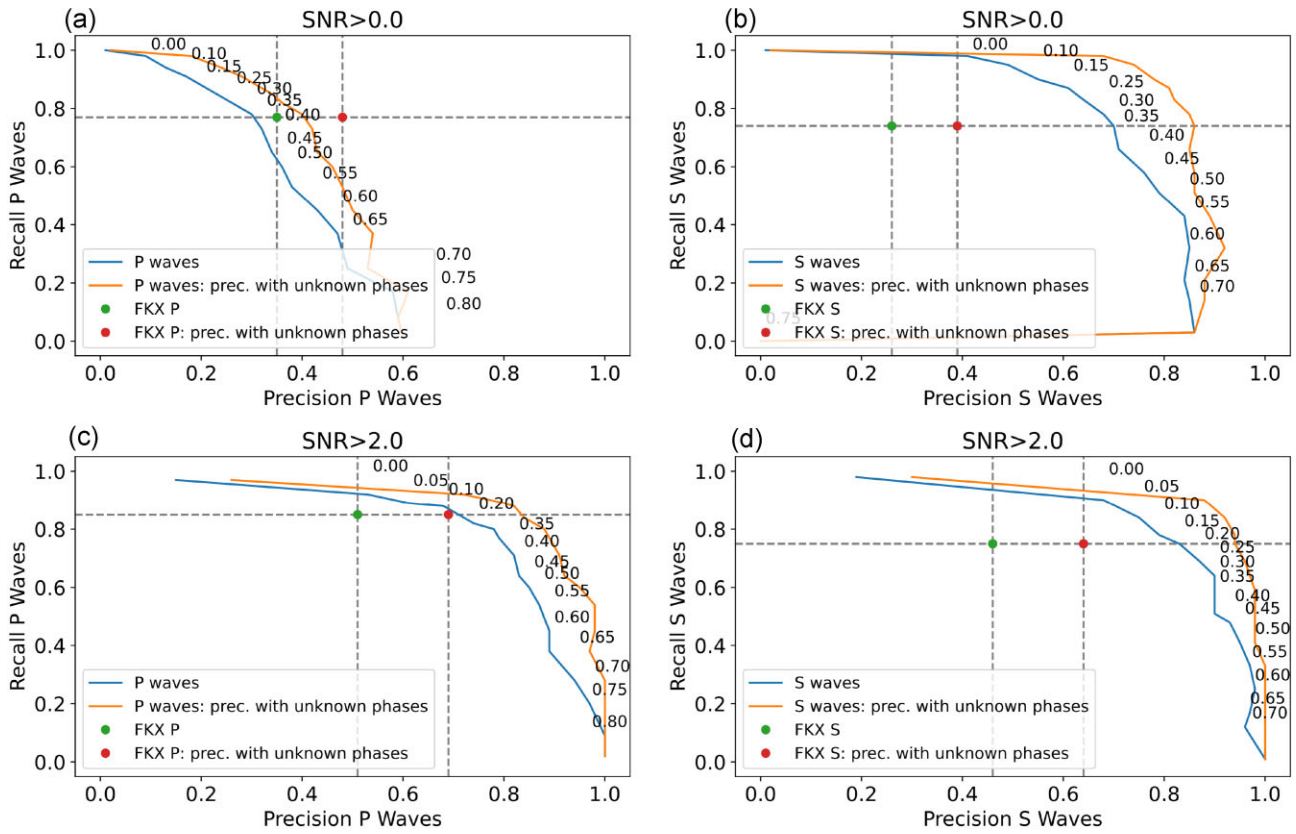 (a)
SNR>0.0
Recall P Waves
1.0
0.8
0.6
0.4
0.2
0.0
0.00
0.10
0.15
0.25
0.30
0.35
0.40
0.45
0.50
0.55
0.60
0.65
0.70
0.75
0.80
P waves
P waves: prec. with unknown phases
FKX P
FKX P: prec. with unknown phases
0.0 0.2 0.4 0.6 0.8 1.0
Precision P Waves
(b)
SNR>0.0
Recall S Waves
1.0
0.8
0.6
0.4
0.2
0.0
0.00
0.10
0.15
0.25
0.30
0.35
0.40
0.45
0.50
0.55
0.60
0.65
0.70
0.75
S waves
S waves: prec. with unknown phases
FKX S
FKX S: prec. with unknown phases
0.0 0.2 0.4 0.6 0.8 1.0
Precision S Waves
(c)
SNR>2.0
Recall P Waves
1.0
0.8
0.6
0.4
0.2
0.0
0.00
0.05
0.10
0.20
0.35
0.40
0.45
0.50
0.55
0.60
0.65
0.70
0.75
0.80
P waves
P waves: prec. with unknown phases
FKX P
FKX P: prec. with unknown phases
0.0 0.2 0.4 0.6 0.8 1.0
Precision P Waves
(d)
SNR>2.0
Recall S Waves
1.0
0.8
0.6
0.4
0.2
0.0
0.00
0.05
0.10
0.15
0.20
0.25
0.30
0.35
0.40
0.45
0.50
0.55
0.60
0.65
0.70
S waves
S waves: prec. with unknown phases
FKX S
FKX S: prec. with unknown phases
0.0 0.2 0.4 0.6 0.8 1.0
Precision S Waves